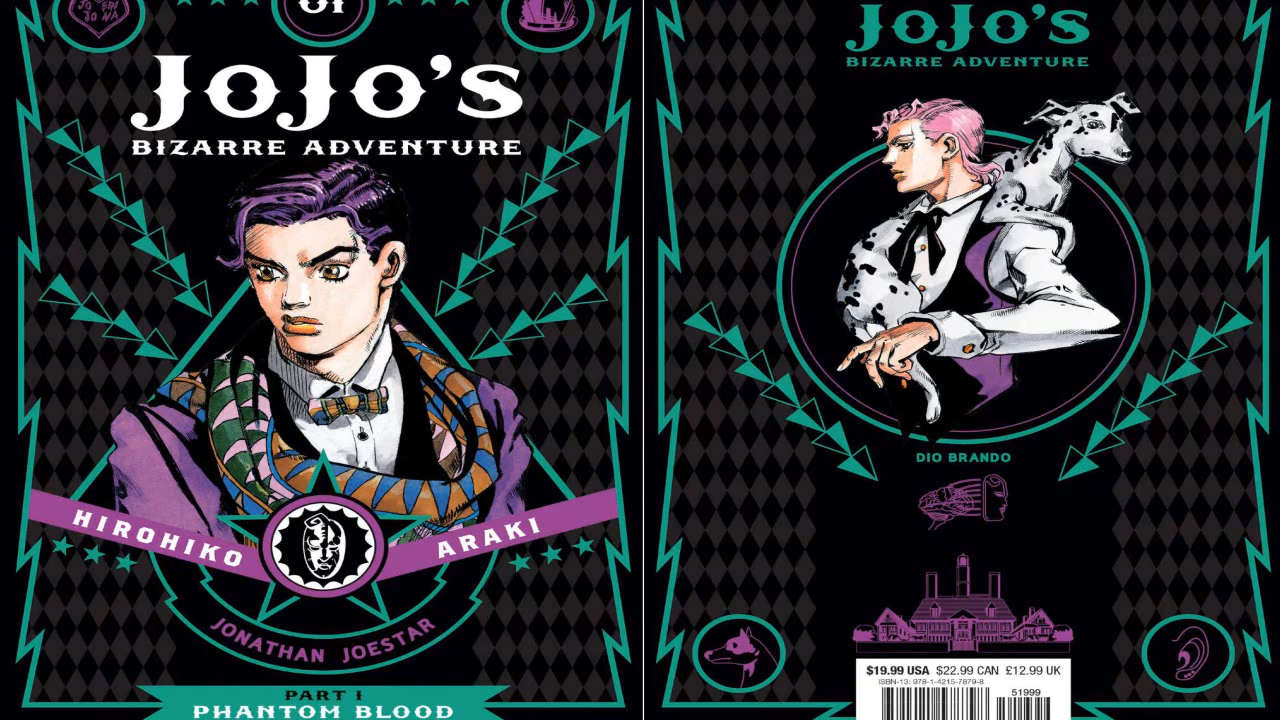 01
JoJo's
BIZARRE ADVENTURE
HIROHIKO ARAKI
JONATHAN JOESTAR
PART 1
PHANTOM BLOOD
JoJo's
BIZARRE ADVENTURE
DIO BRANDO
$19.99 USA $22.99 CAN £12.99 UK
ISBN-13: 978-1-4215-7879-8
51999